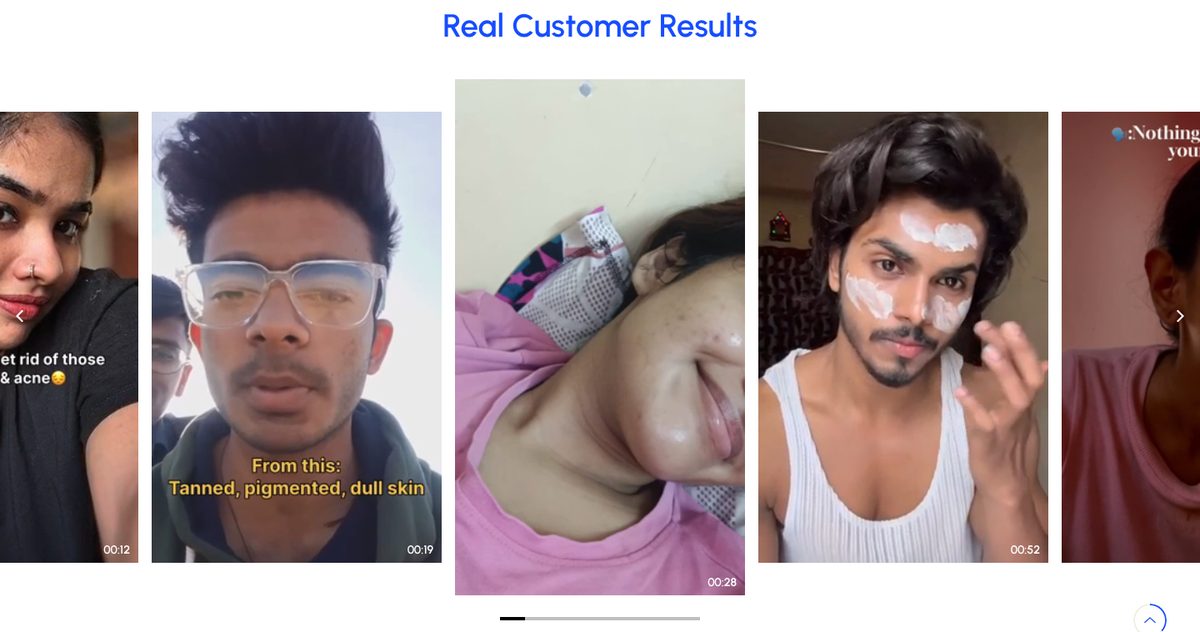 Real Customer Results
et rid of those
& acne😔
00:12
From this:
Tanned, pigmented, dull skin
00:19
00:28
00:52
🗣️:Nothing
you